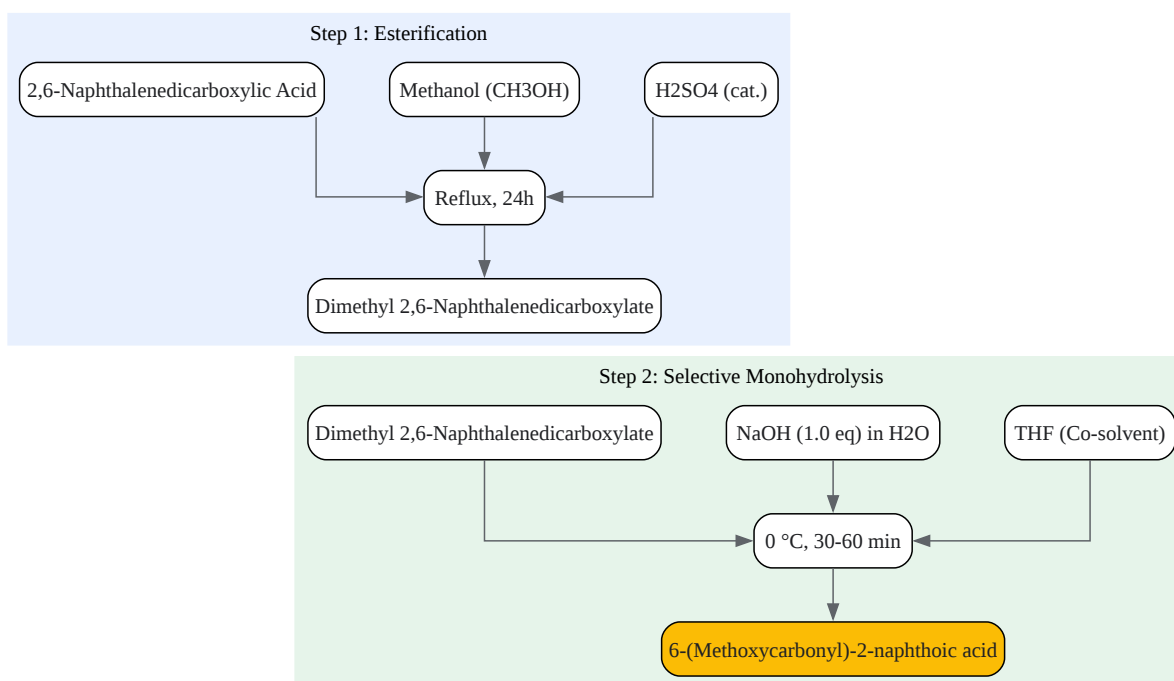 Step 1: Esterification
2,6-Naphthalenedicarboxylic Acid
Methanol (CH3OH)
H2SO4 (cat.)
Reflux, 24h
Dimethyl 2,6-Naphthalenedicarboxylate
Step 2: Selective Monohydrolysis
Dimethyl 2,6-Naphthalenedicarboxylate
NaOH (1.0 eq) in H2O
THF (Co-solvent)
0 °C, 30-60 min
6-(Methoxycarbonyl)-2-naphthoic acid